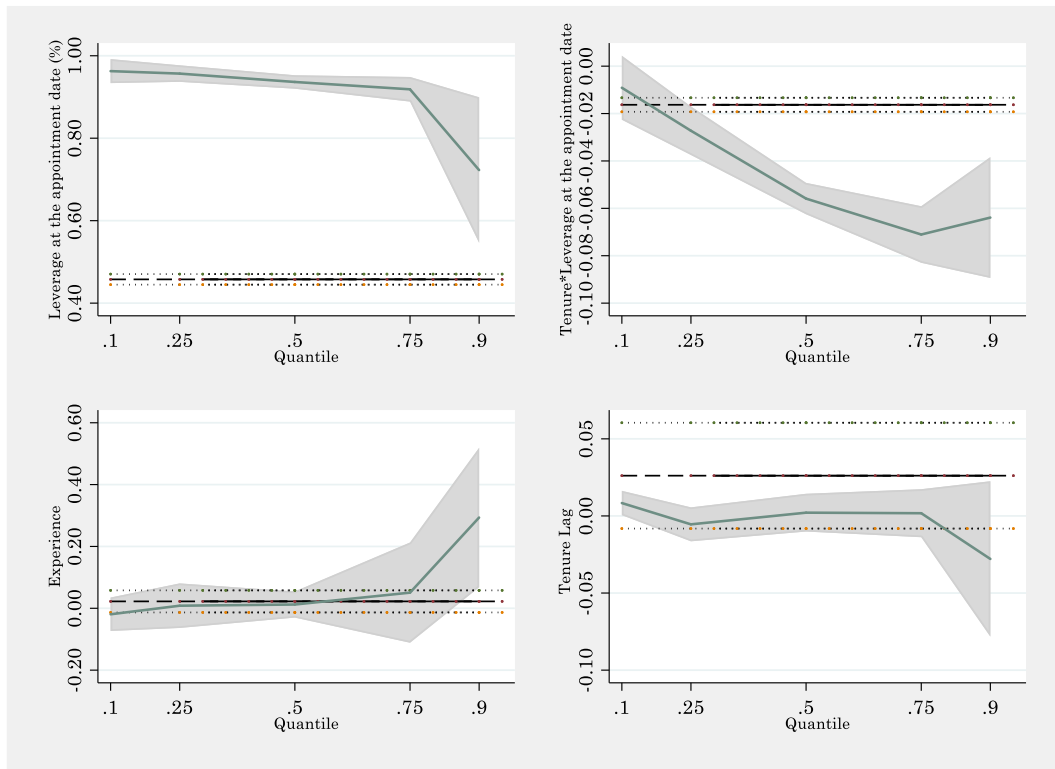 Leverage at the appointment date (%)
1.00
0.80
0.60
0.40
.1 .25 .5 .75 .9
Quantile
Tenure*Leverage at the appointment date
0.00
-0.02
-0.04
-0.06
-0.08
-0.10
.1 .25 .5 .75 .9
Quantile
Experience
0.60
0.40
0.20
0.00
-0.20
.1 .25 .5 .75 .9
Quantile
Tenure Lag
0.05
0.00
-0.05
-0.10
.1 .25 .5 .75 .9
Quantile